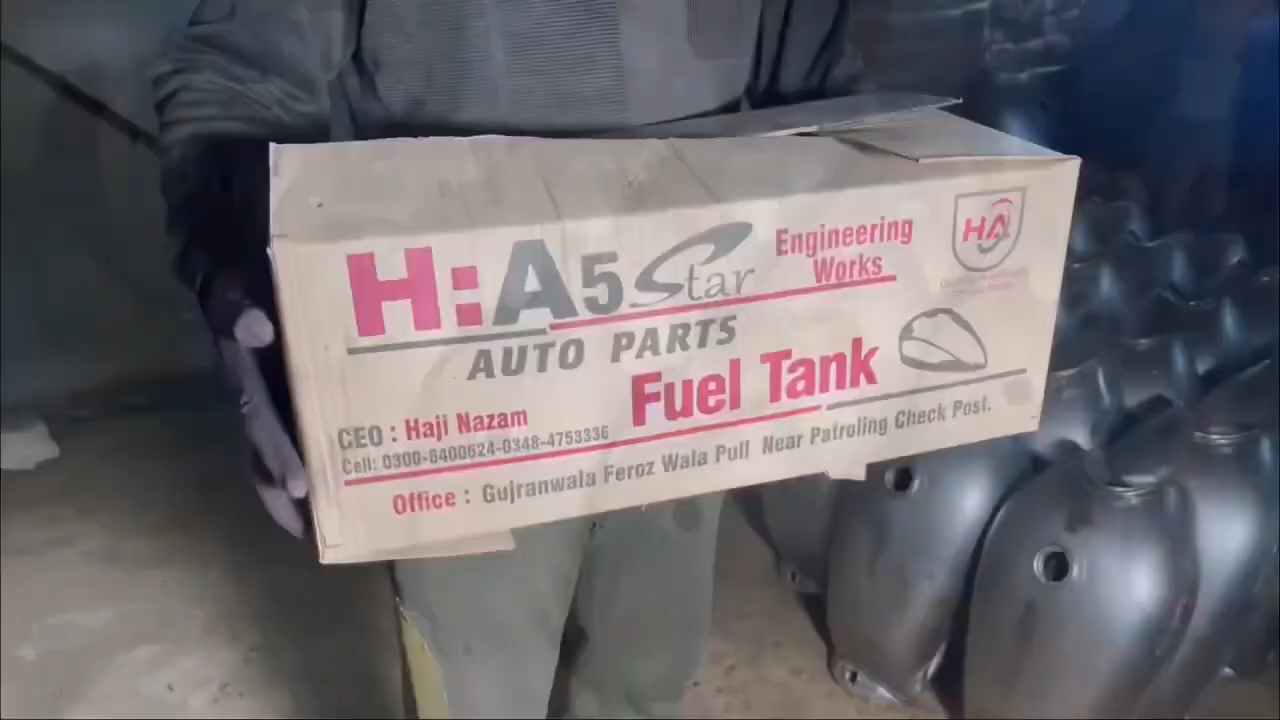 H:A5 Star
Engineering
Works
HA
AUTO PARTS
Fuel Tank
CEO : Haji Nazam
Cell: 0300-6400624-0348-4753336
Office : Gujranwala Feroz Wala Pull Near Patroling Check Post.